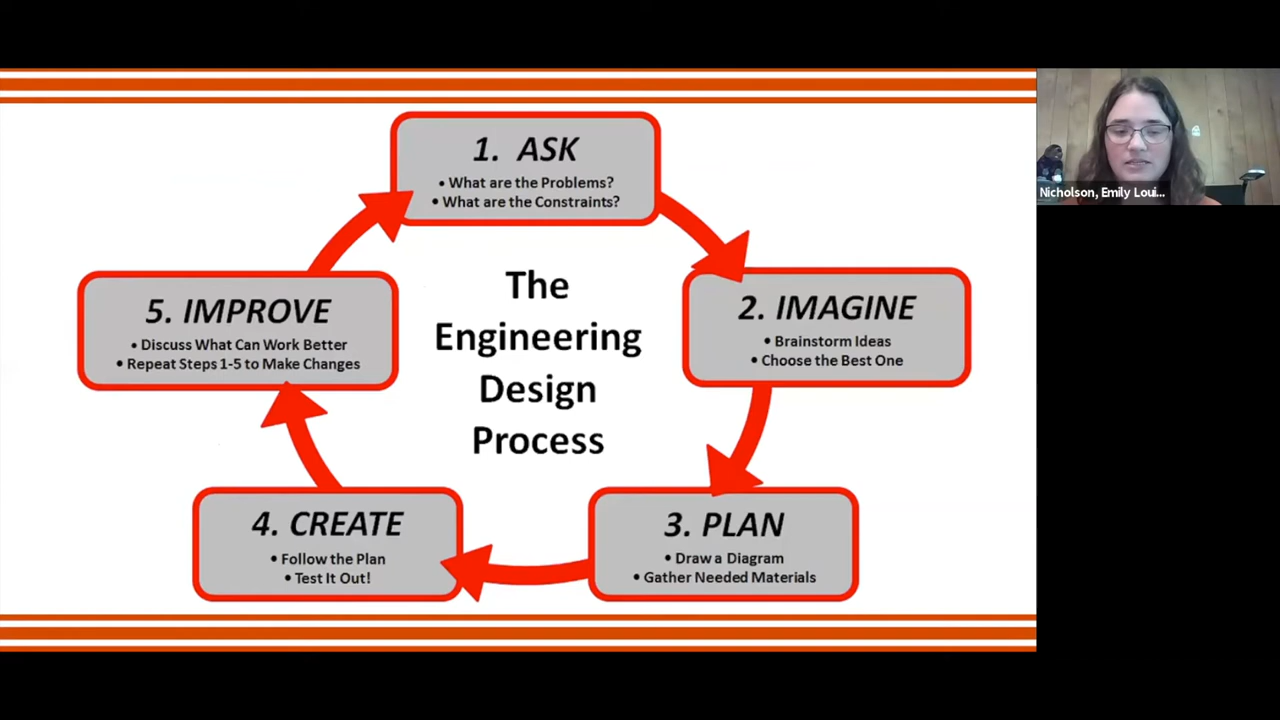 1. ASK
• What are the Problems?
• What are the Constraints?
The
Engineering
Design
Process
2. IMAGINE
• Brainstorm Ideas
• Choose the Best One
3. PLAN
• Draw a Diagram
• Gather Needed Materials
4. CREATE
• Follow the Plan
• Test It Out!
5. IMPROVE
• Discuss What Can Work Better
• Repeat Steps 1-5 to Make Changes
Nicholson, Emily Loui...